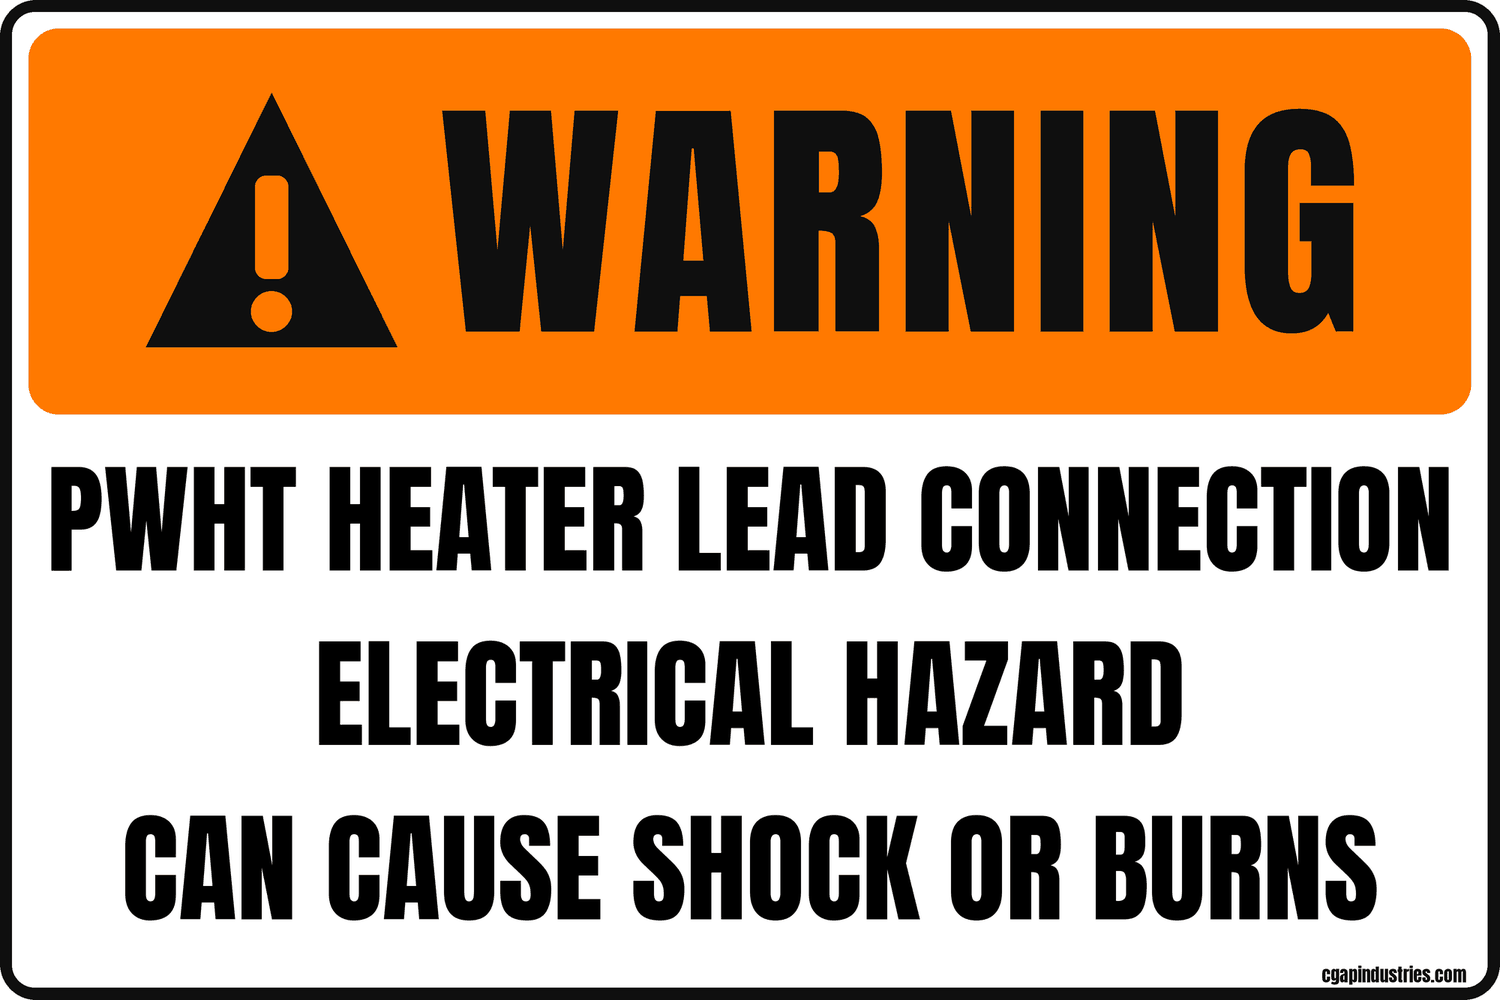 WARNING
PWHT HEATER LEAD CONNECTION
ELECTRICAL HAZARD
CAN CAUSE SHOCK OR BURNS
cgapindustries.com